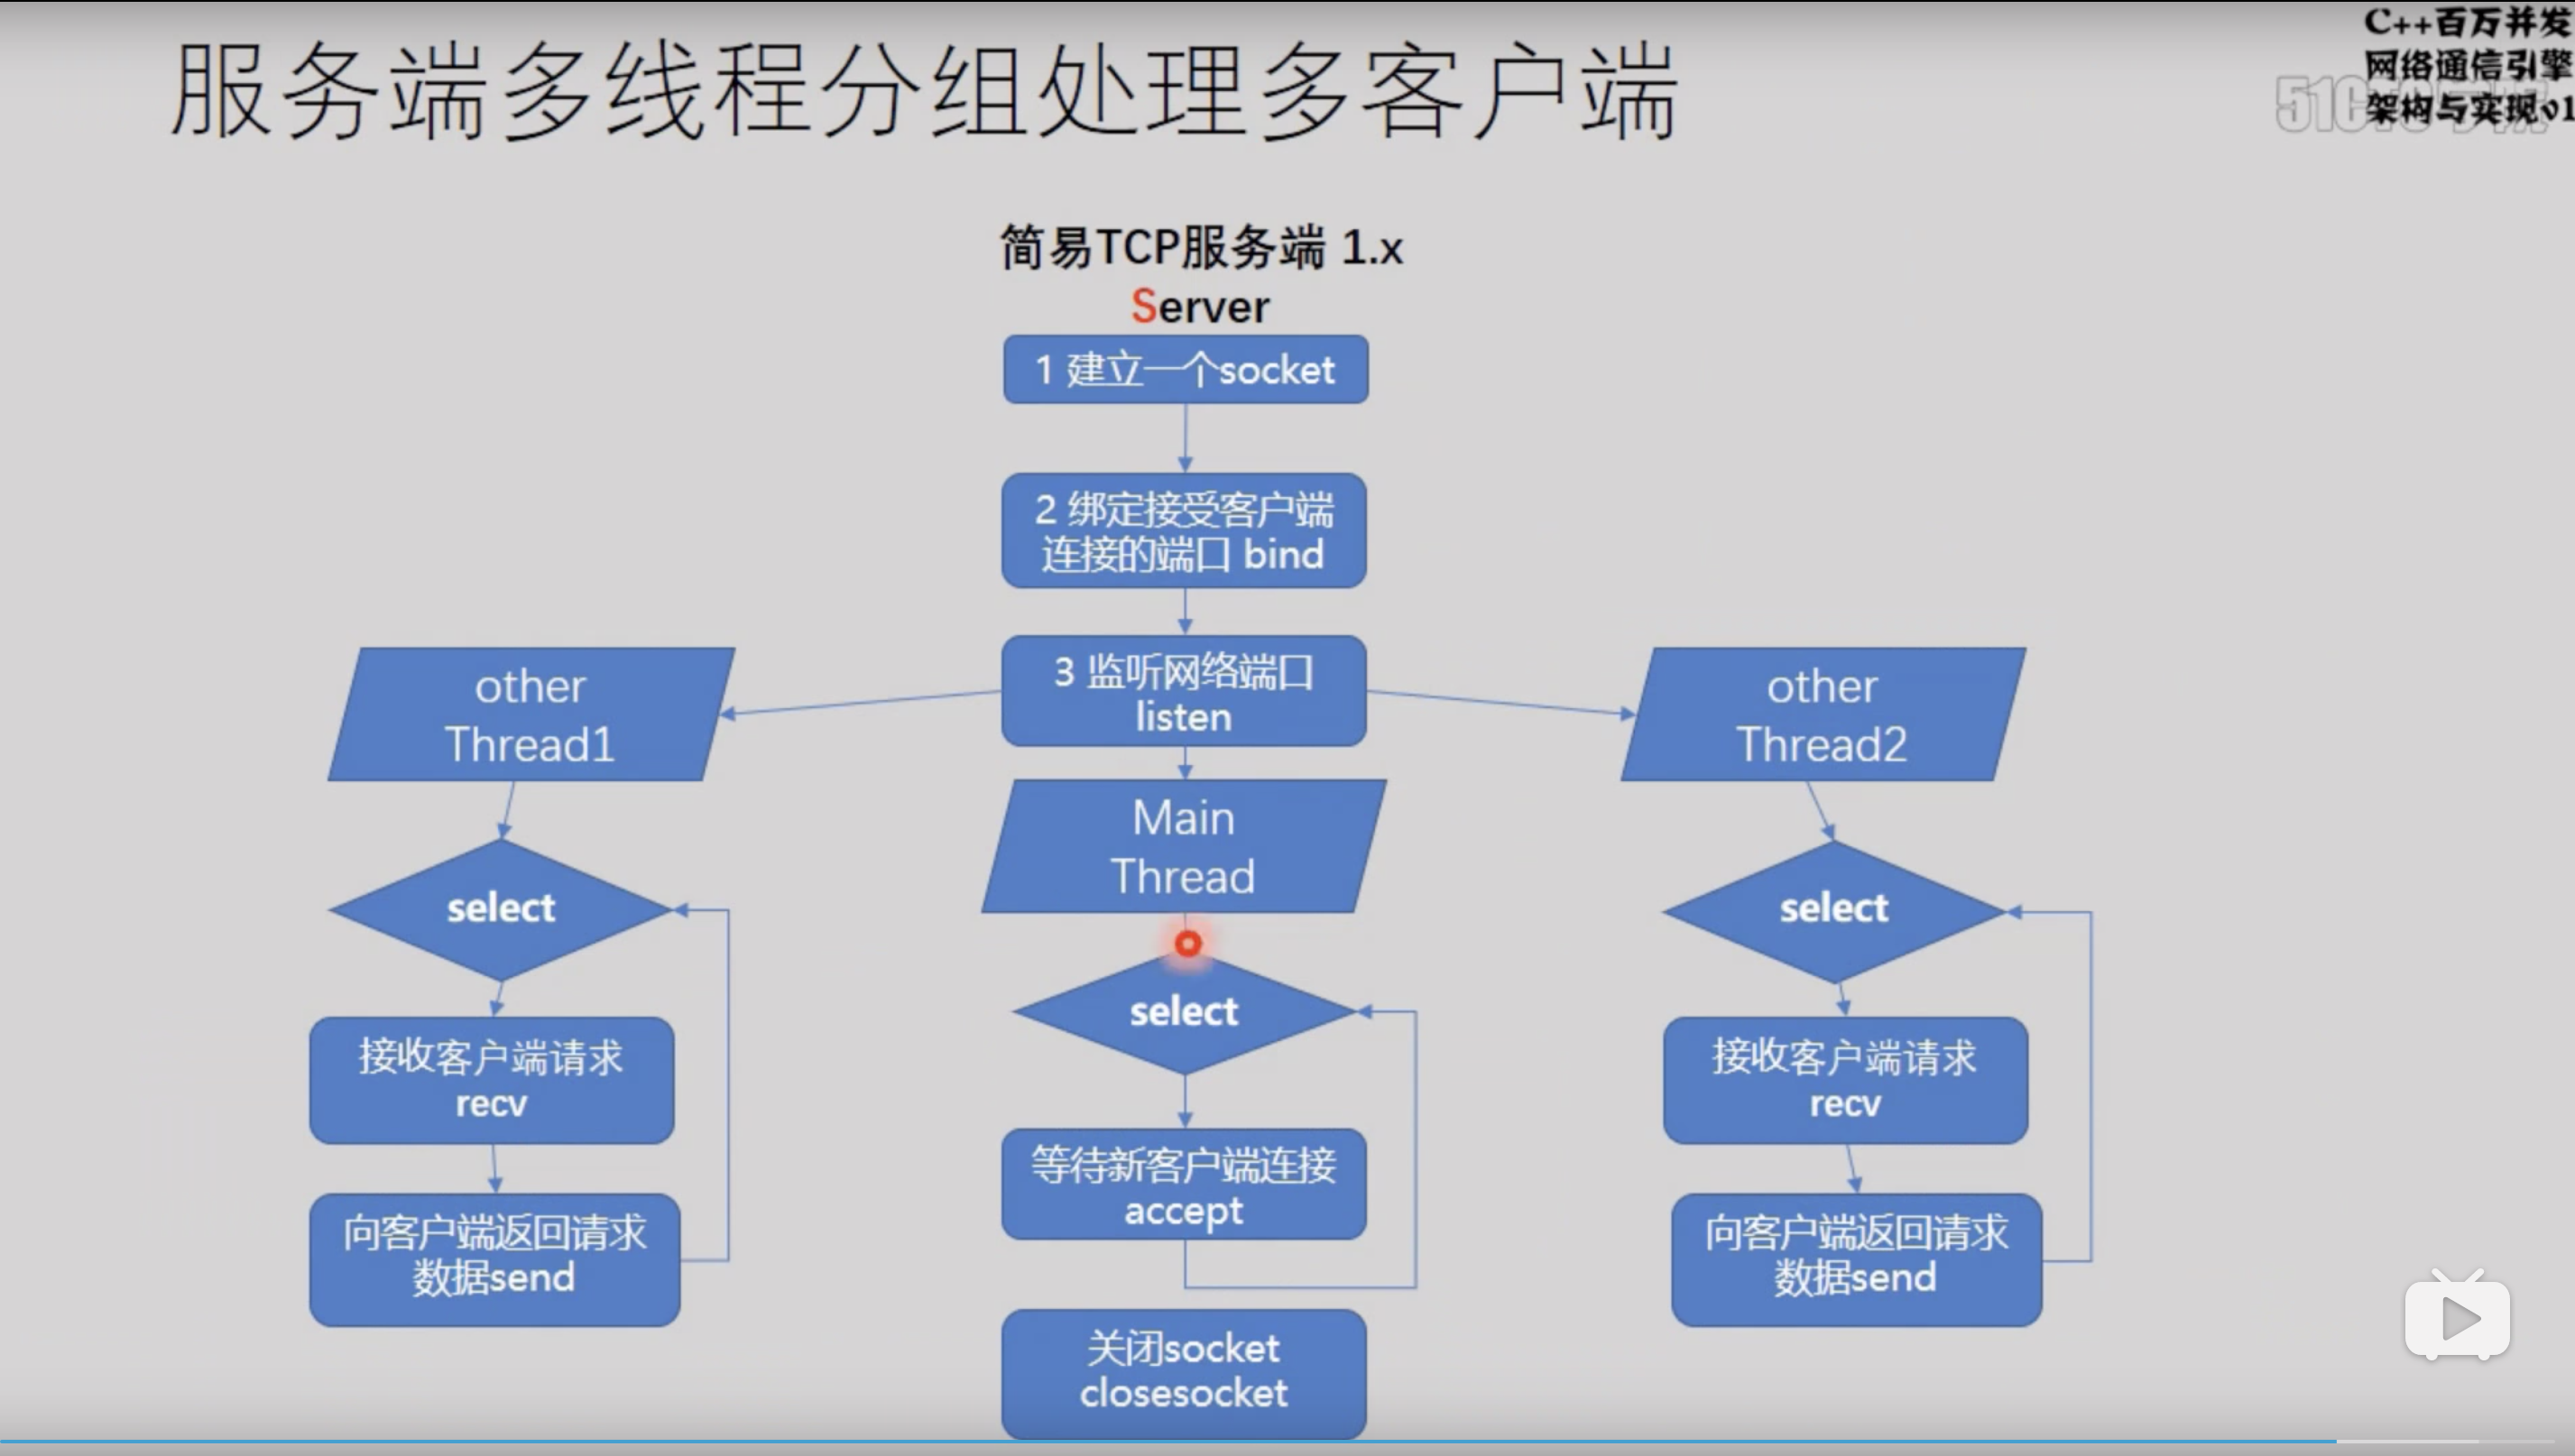 服务端多线程分组处理多客户端
C++百万并发
网络通信引擎
架构与实现v1
简易TCP服务端 1.x
Server
1 建立一个socket
2 绑定接受客户端
连接的端口 bind
3 监听网络端口
listen
other
Thread1
select
接收客户端请求
recv
向客户端返回请求
数据send
Main
Thread
select
等待新客户端连接
accept
关闭socket
closesocket
other
Thread2
select
接收客户端请求
recv
向客户端返回请求
数据send